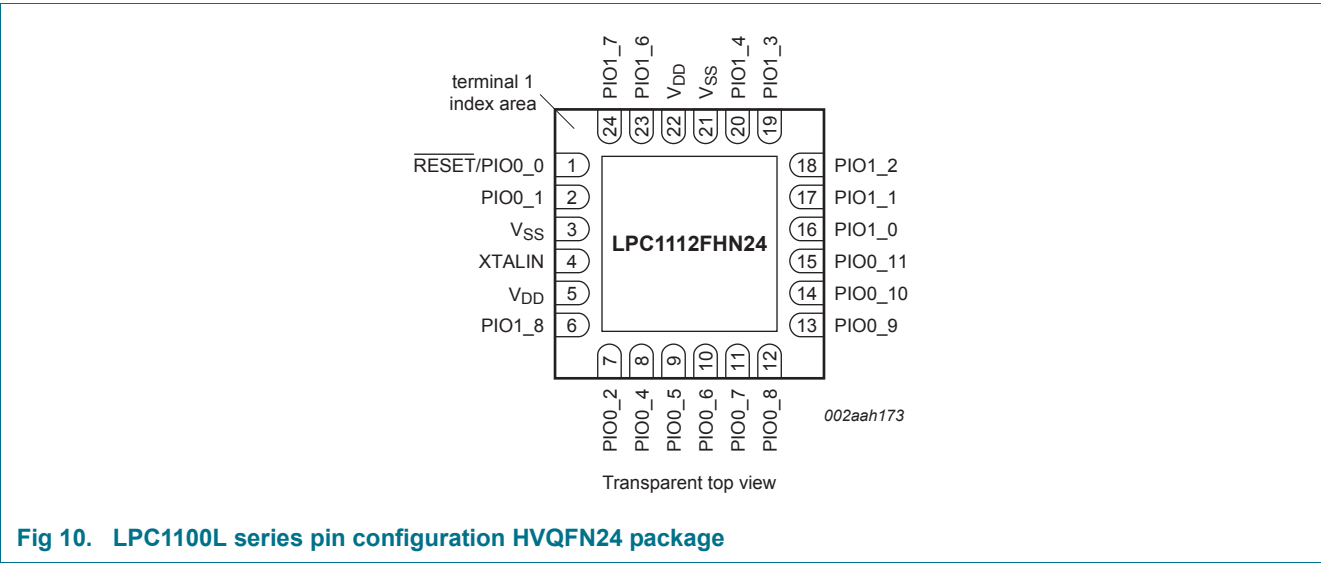 PIO1_7
PIO1_6
VDD
VSS
PIO1_4
PIO1_3
terminal 1
index area
24
23
22
21
20
19
RESET/PIO0_0 1
PIO0_1 2
VSS 3
XTALIN 4
VDD 5
PIO1_8 6
LPC1112FHN24
18 PIO1_2
17 PIO1_1
16 PIO1_0
15 PIO0_11
14 PIO0_10
13 PIO0_9
7
8
9
10
11
12
PIO0_2
PIO0_4
PIO0_5
PIO0_6
PIO0_7
PIO0_8
002aah173
Transparent top view
Fig 10. LPC1100L series pin configuration HVQFN24 package